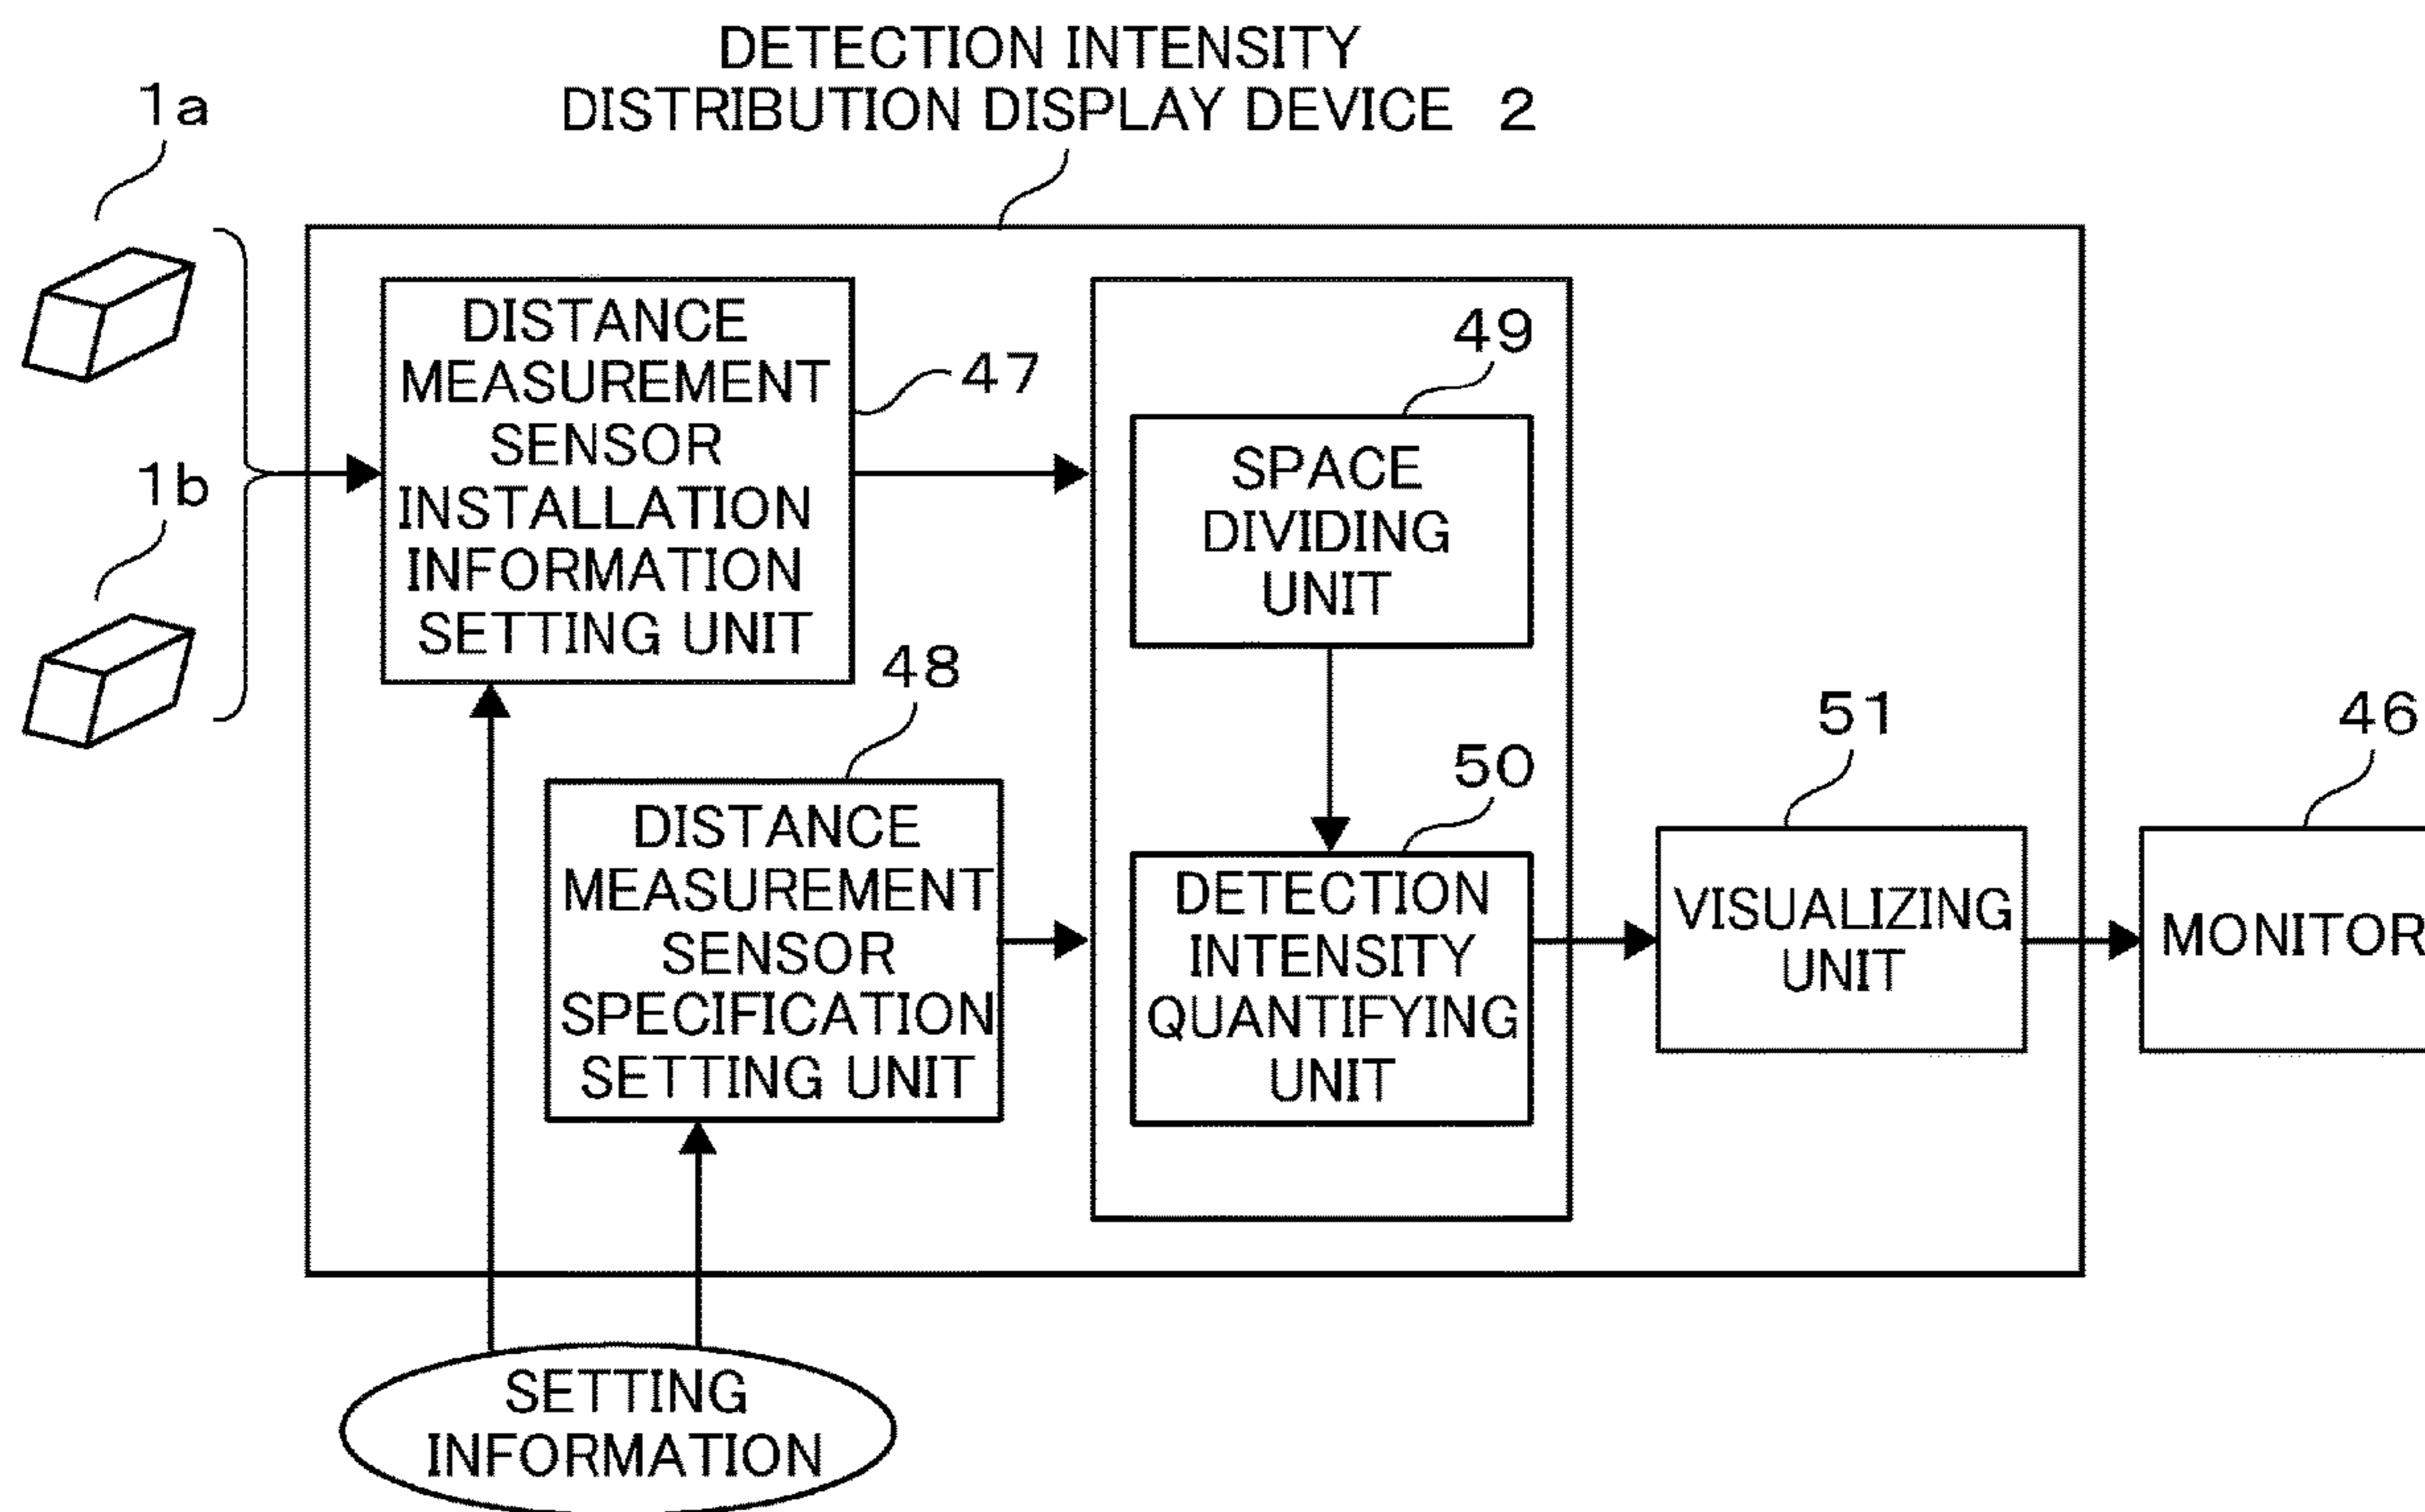 DETECTION INTENSITY
DISTRIBUTION DISPLAY DEVICE 2
1a
1b
DISTANCE
MEASUREMENT
SENSOR
INSTALLATION
INFORMATION
SETTING UNIT
47
48
DISTANCE
MEASUREMENT
SENSOR
SPECIFICATION
SETTING UNIT
49
SPACE
DIVIDING
UNIT
50
DETECTION
INTENSITY
QUANTIFYING
UNIT
51
VISUALIZING
UNIT
46
MONITOR
SETTING
INFORMATION